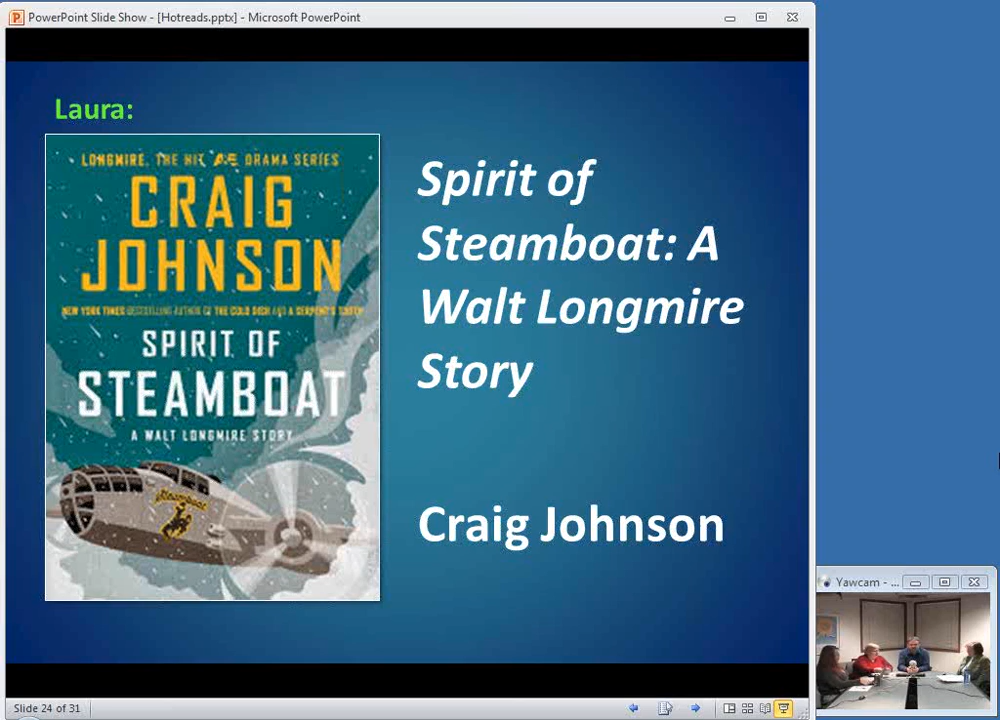 PowerPoint Slide Show - [Hotreads.pptx] - Microsoft PowerPoint
Laura:
LONGMIRE, THE HIT A&E DRAMA SERIES
CRAIG
JOHNSON
NEW YORK TIMES BESTSELLING AUTHOR OF THE COLD DISH AND A SERPENT'S TOOTH
SPIRIT OF
STEAMBOAT
A WALT LONGMIRE STORY
Steamboat
Spirit of
Steamboat: A
Walt Longmire
Story
Craig Johnson
Yawcam - ...
Slide 24 of 31